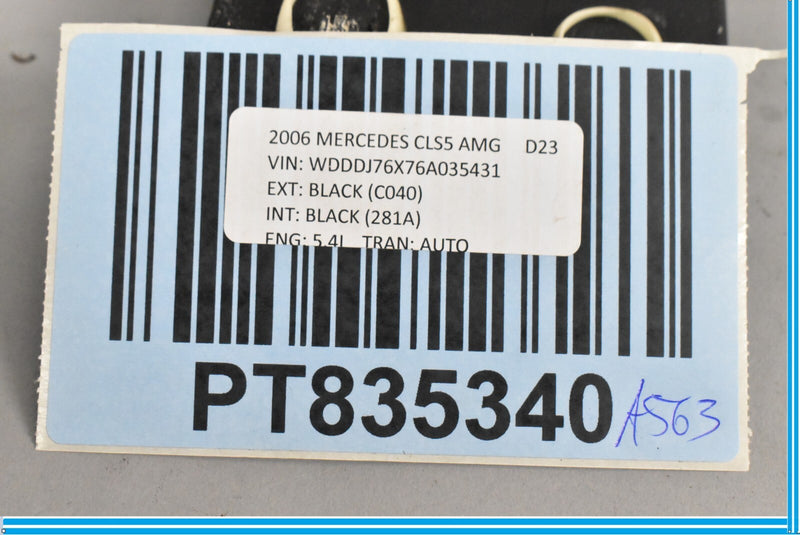 2006 MERCEDES CLS5 AMG D23
VIN: WDDDJ76X76A035431
EXT: BLACK (C040)
INT: BLACK (281A)
ENG: 5.4L TRAN: AUTO
PT835340 A563